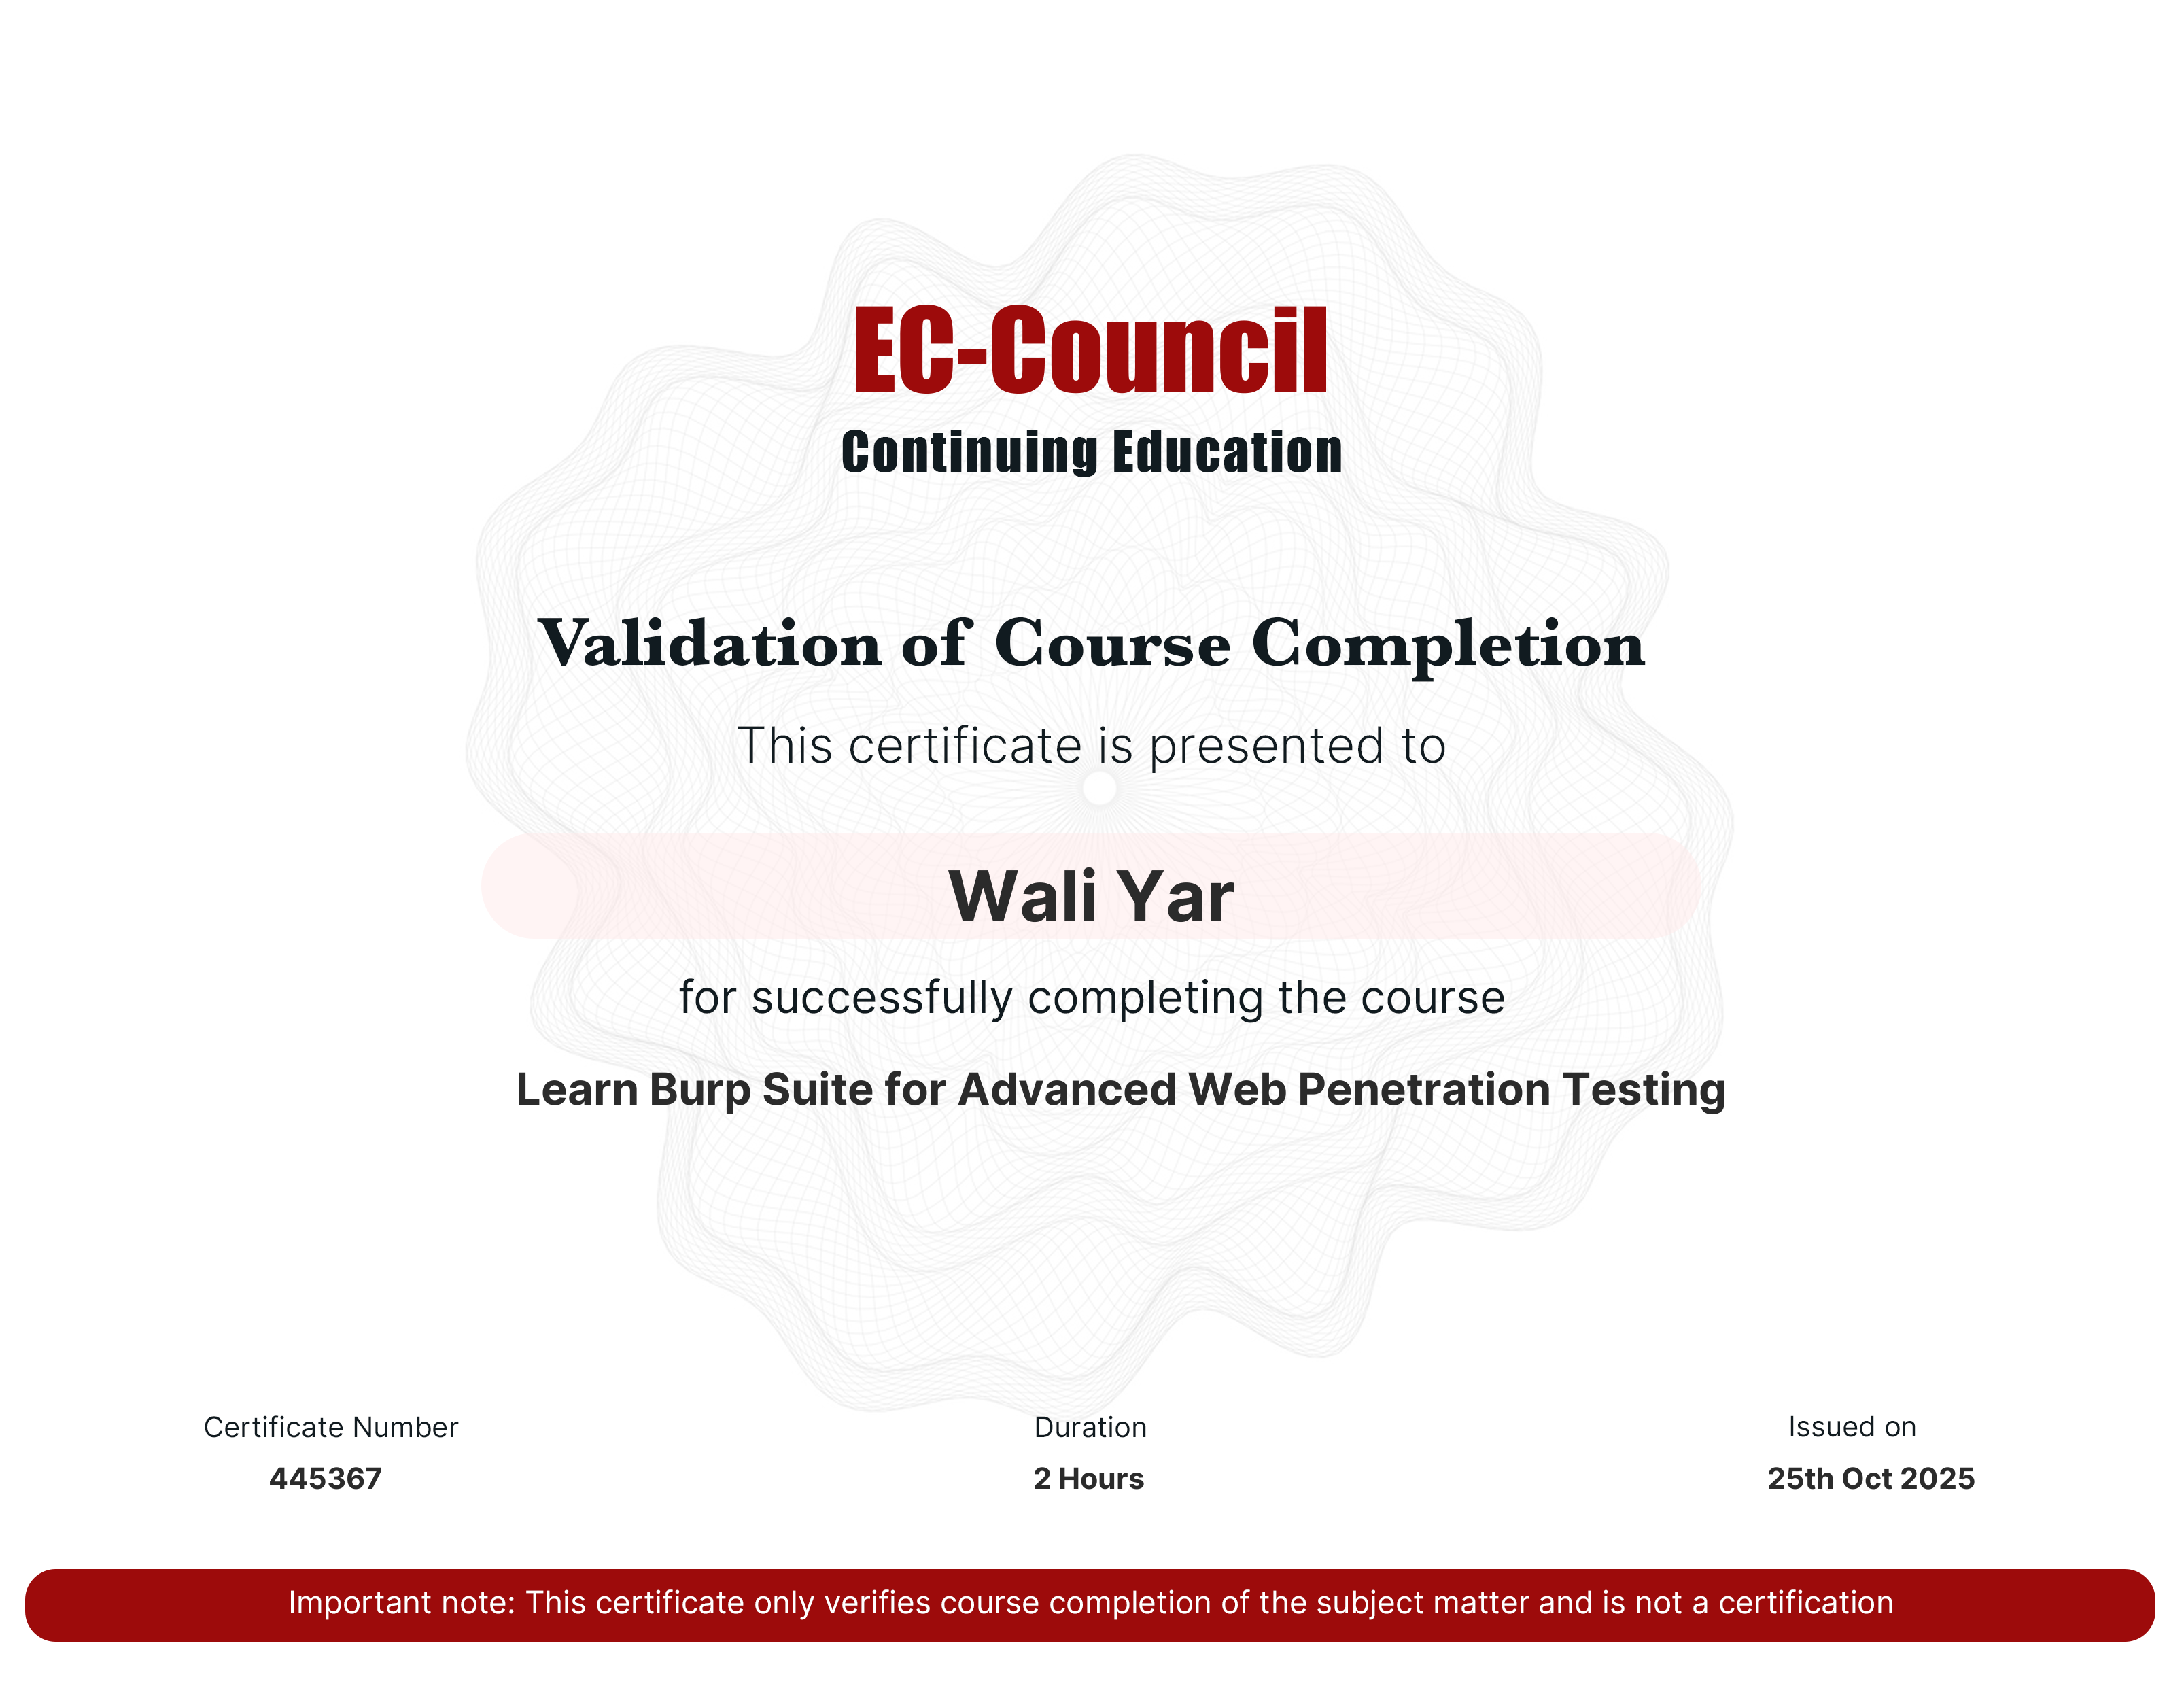 EC-Council
Continuing Education
Validation of Course Completion
This certificate is presented to
Wali Yar
for successfully completing the course
Learn Burp Suite for Advanced Web Penetration Testing
Certificate Number
445367
Duration
2 Hours
Issued on
25th Oct 2025
Important note: This certificate only verifies course completion of the subject matter and is not a certification